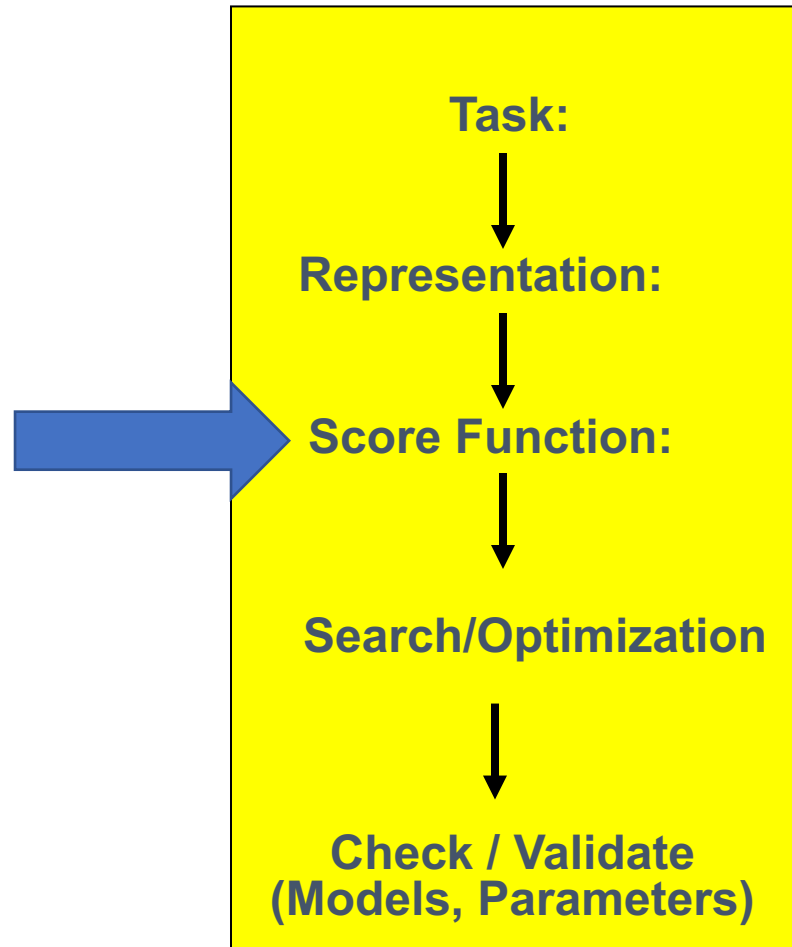 Task:
Representation:
Score Function:
Search/Optimization
Check / Validate
(Models, Parameters)